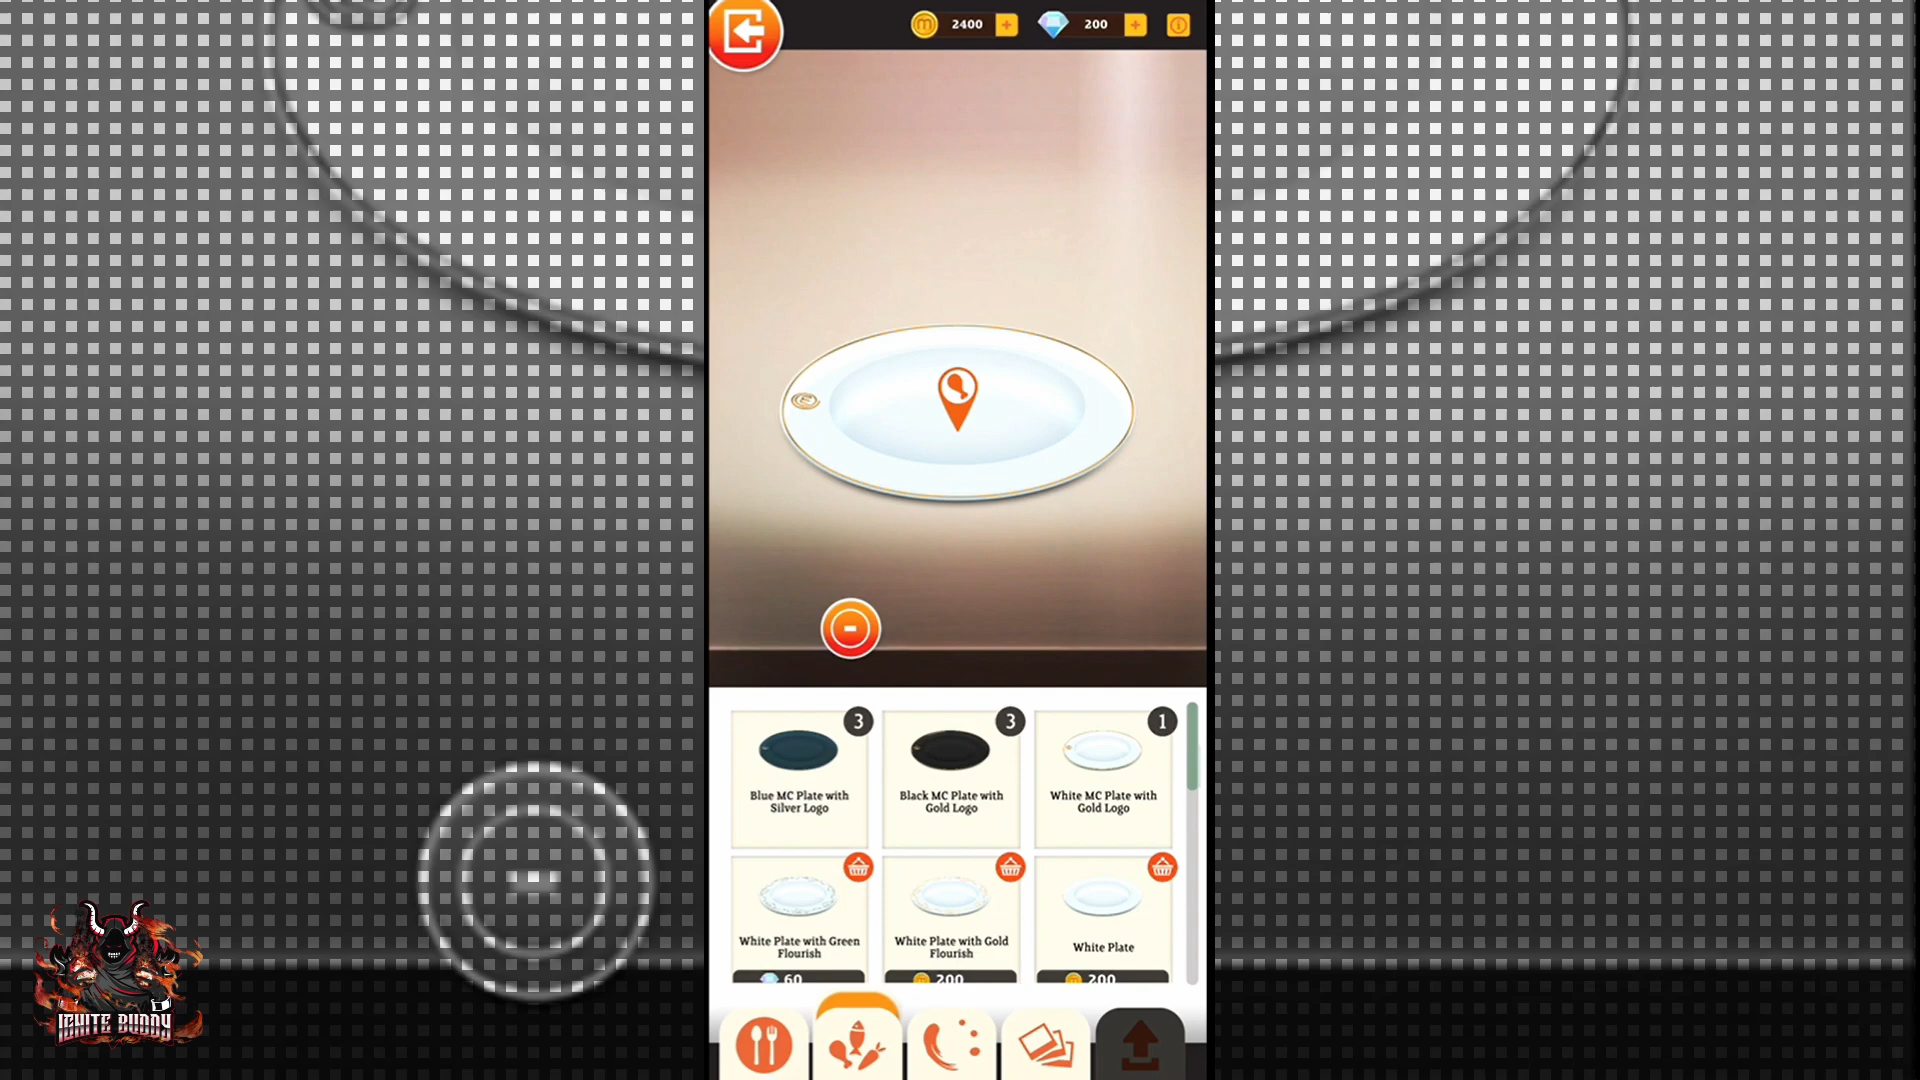 2400
200
3
3
1
Blue MC Plate with
Silver Logo
Black MC Plate with
Gold Logo
White MC Plate with
Gold Logo
White Plate with Green
Flourish
White Plate with Gold
Flourish
White Plate
60
200
200
IGNITE BUDDY